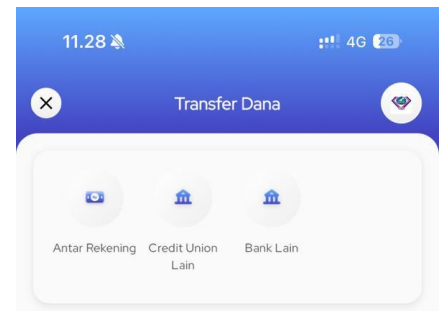 11.28
4G 26
Transfer Dana
Antar Rekening
Credit Union
Lain
Bank Lain